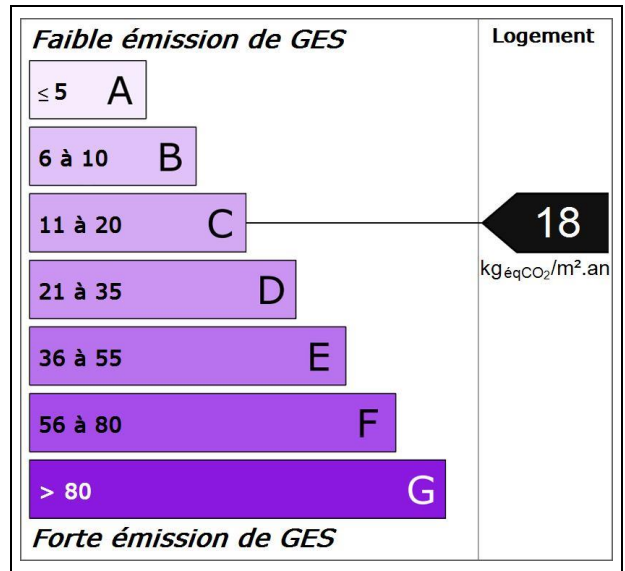 Faible émission de GES
Logement
≤ 5 A
6 à 10 B
11 à 20 C
18
kgéqCO₂/m².an
21 à 35 D
36 à 55 E
56 à 80 F
> 80 G
Forte émission de GES